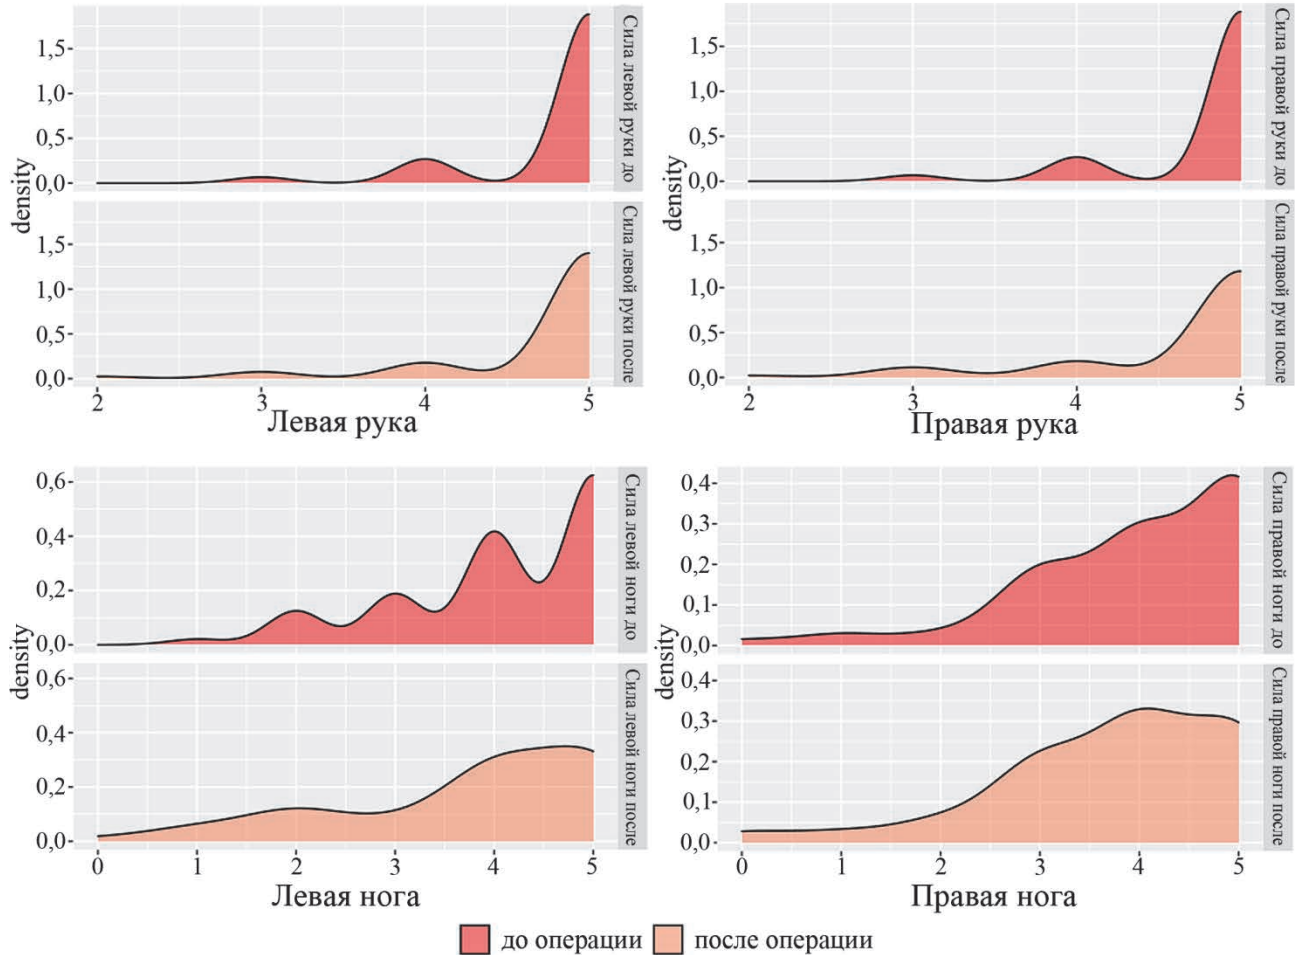 1,5
1,0
0,5
0,0
Сила левой руки до
1,5
1,0
0,5
0,0
Сила левой руки после
density
2 3 4 5
Левая рука
1,5
1,0
0,5
0,0
Сила правой руки до
1,5
1,0
0,5
0,0
Сила правой руки после
density
2 3 4 5
Правая рука
0,6
0,4
0,2
0,0
Сила левой ноги до
0,6
0,4
0,2
0,0
Сила левой ноги после
density
0 1 2 3 4 5
Левая нога
0,4
0,3
0,2
0,1
0,0
Сила правой ноги до
0,4
0,3
0,2
0,1
0,0
Сила правой ноги после
density
0 1 2 3 4 5
Правая нога
до операции после операции